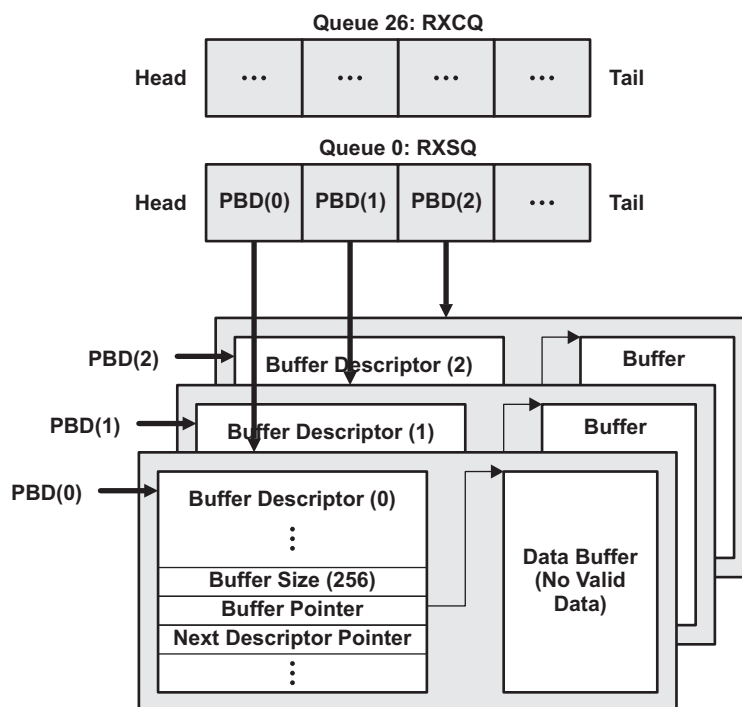 Queue 26: RXCQ
Head ... ... ... ... Tail
Queue 0: RXSQ
Head PBD(0) PBD(1) PBD(2) ... Tail
PBD(2) Buffer Descriptor (2) Buffer
PBD(1) Buffer Descriptor (1) Buffer
PBD(0) Buffer Descriptor (0)
Buffer Size (256)
Buffer Pointer
Next Descriptor Pointer
Data Buffer
(No Valid
Data)